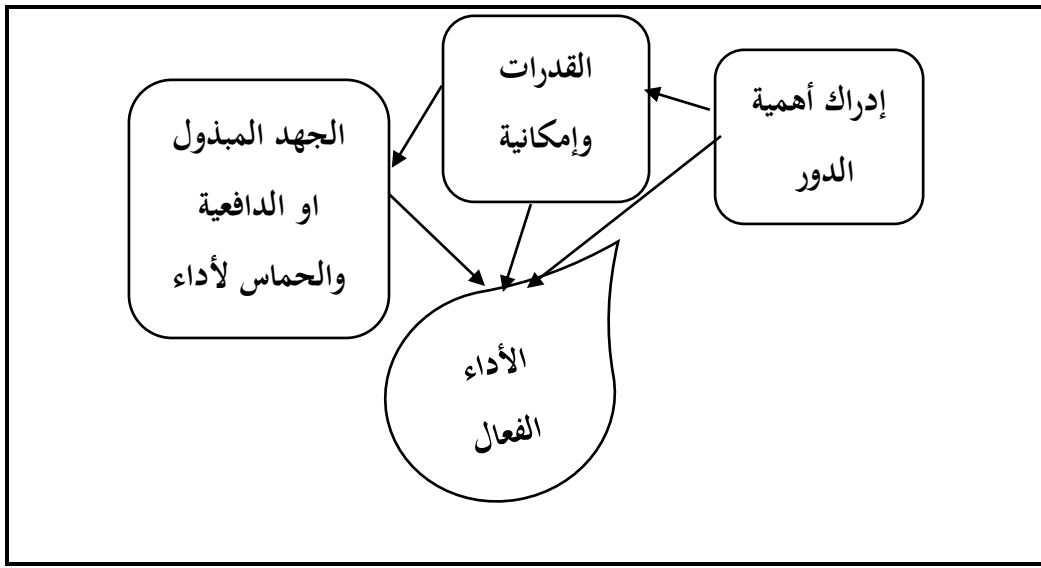 إدراك أهمية
الدور
القدرات
وإمكانية
الجهد المبذول
او الدافعية
والحماس لأداء
الأداء
الفعال